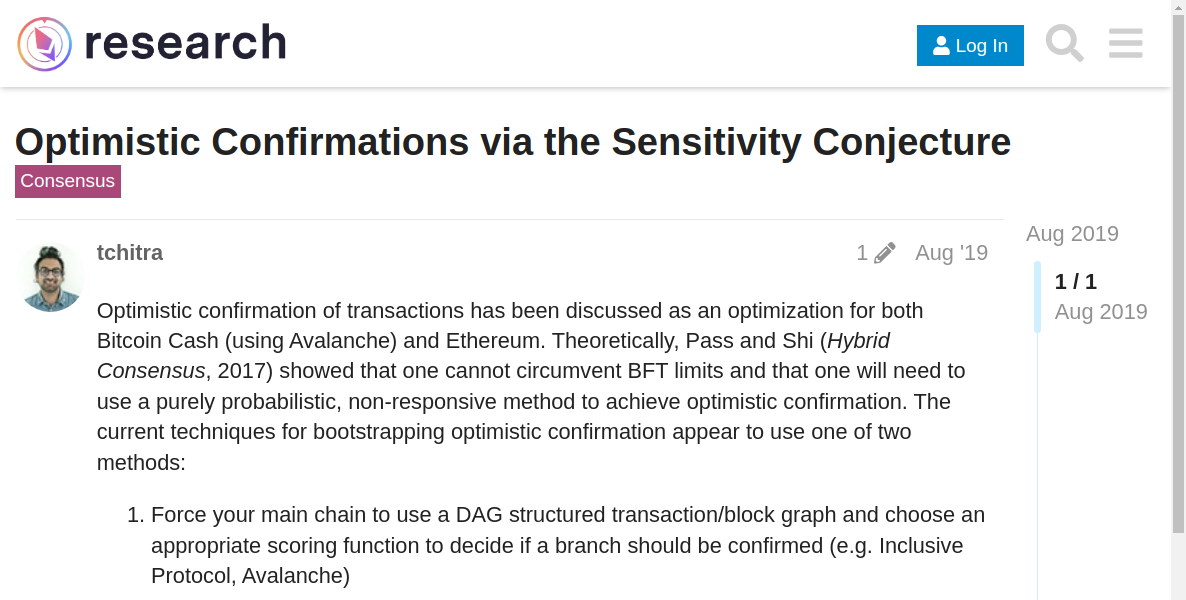 research
Log In
Optimistic Confirmations via the Sensitivity Conjecture
Consensus
tchitra
1
Aug '19
Optimistic confirmation of transactions has been discussed as an optimization for both
Bitcoin Cash (using Avalanche) and Ethereum. Theoretically, Pass and Shi (Hybrid
Consensus, 2017) showed that one cannot circumvent BFT limits and that one will need to
use a purely probabilistic, non-responsive method to achieve optimistic confirmation. The
current techniques for bootstrapping optimistic confirmation appear to use one of two
methods:
1. Force your main chain to use a DAG structured transaction/block graph and choose an
appropriate scoring function to decide if a branch should be confirmed (e.g. Inclusive
Protocol, Avalanche)
Aug 2019
1 / 1
Aug 2019